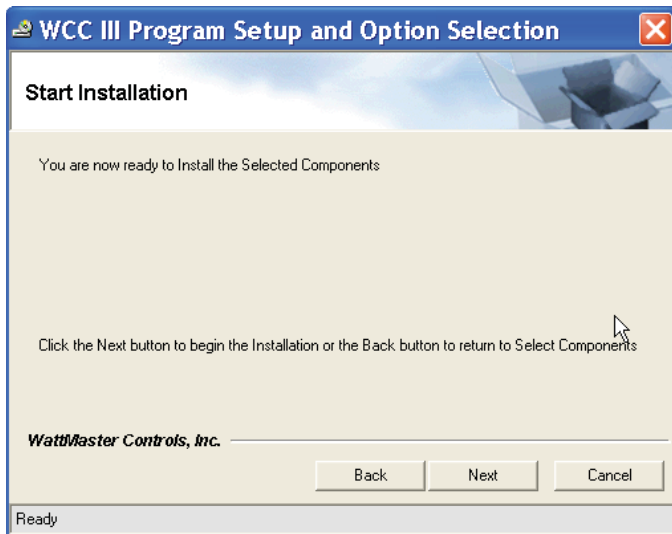 WCC III Program Setup and Option Selection
Start Installation
You are now ready to Install the Selected Components
Click the Next button to begin the Installation or the Back button to return to Select Components
WattMaster Controls, Inc.
Back
Next
Cancel
Ready